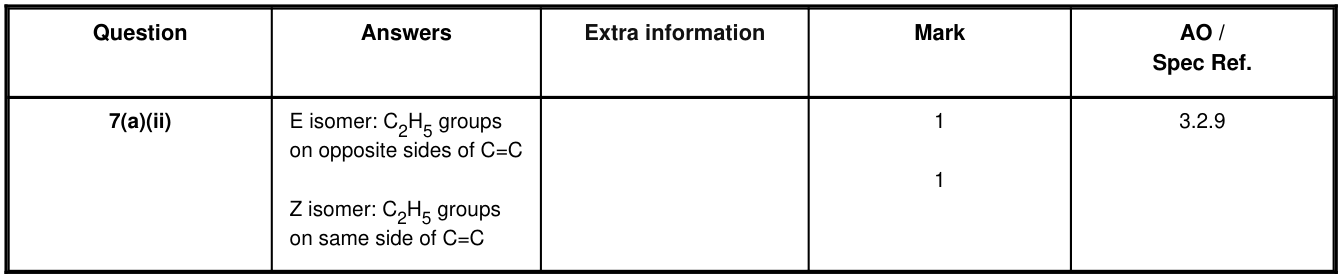 Question Answers Extra information Mark AO /
Spec Ref.
7(a)(ii) E isomer: C₂H₅ groups 1 3.2.9
on opposite sides of C=C
1
Z isomer: C₂H₅ groups
on same side of C=C